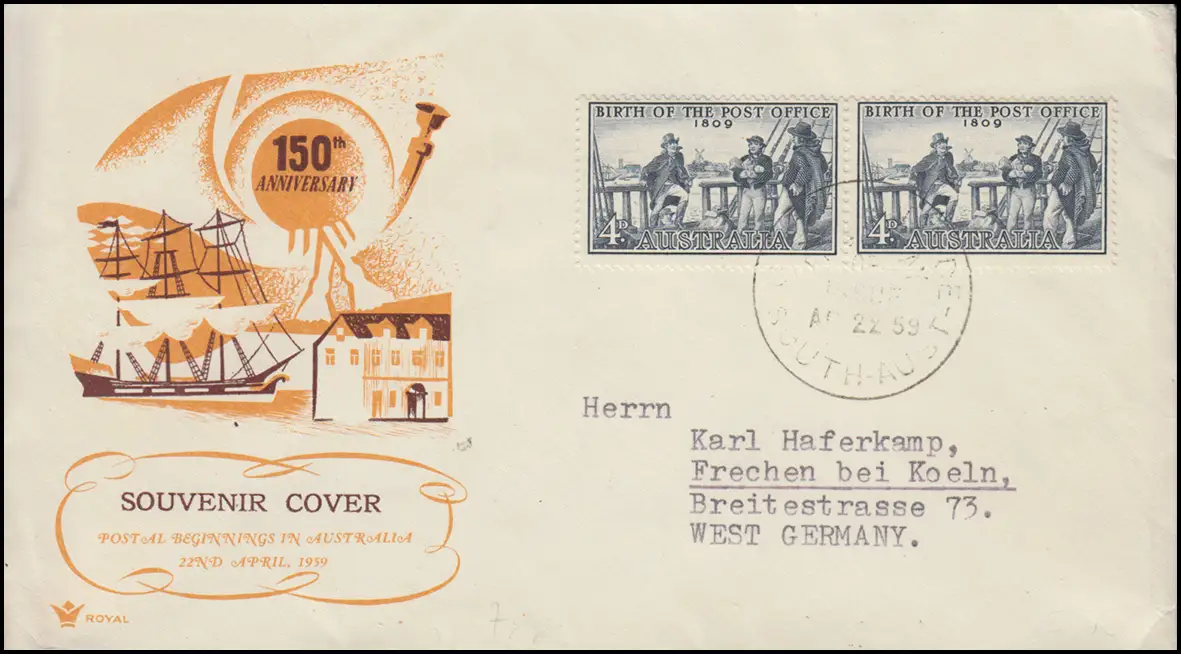 150th
ANNIVERSARY
SOUVENIR COVER
POSTAL BEGINNINGS IN AUSTRALIA
22ND APRIL, 1959
ROYAL
BIRTH OF THE POST OFFICE
1809
4D. AUSTRALIA
BIRTH OF THE POST OFFICE
1809
4D. AUSTRALIA
22 59
SOUTH-AUST
Herrn
Karl Haferkamp,
Frechen bei Koeln,
Breitestrasse 73.
WEST GERMANY.